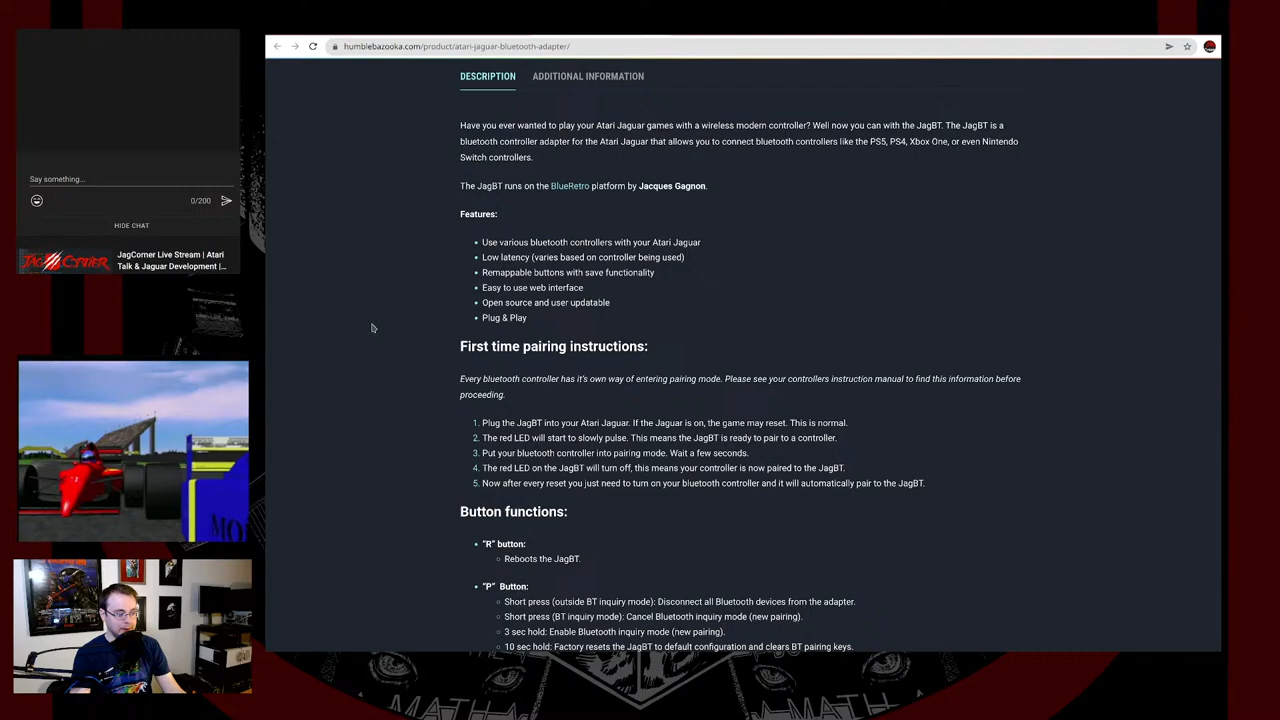 humblebazooka.com/product/atari-jaguar-bluetooth-adapter/
DESCRIPTION
ADDITIONAL INFORMATION
Have you ever wanted to play your Atari Jaguar games with a wireless modern controller? Well now you can with the JagBT. The JagBT is a
bluetooth controller adapter for the Atari Jaguar that allows you to connect bluetooth controllers like the PS5, PS4, Xbox One, or even Nintendo
Switch controllers.
The JagBT runs on the BlueRetro platform by Jacques Gagnon.
Features:
Use various bluetooth controllers with your Atari Jaguar
Low latency (varies based on controller being used)
Remappable buttons with save functionality
Easy to use web interface
Open source and user updatable
Plug & Play
First time pairing instructions:
Every bluetooth controller has it's own way of entering pairing mode. Please see your controllers instruction manual to find this information before
proceeding.
1. Plug the JagBT into your Atari Jaguar. If the Jaguar is on, the game may reset. This is normal.
2. The red LED will start to slowly pulse. This means the JagBT is ready to pair to a controller.
3. Put your bluetooth controller into pairing mode. Wait a few seconds.
4. The red LED on the JagBT will turn off, this means your controller is now paired to the JagBT.
5. Now after every reset you just need to turn on your bluetooth controller and it will automatically pair to the JagBT.
Button functions:
"R" button:
Reboots the JagBT.
"P" Button:
Short press (outside BT inquiry mode): Disconnect all Bluetooth devices from the adapter.
Short press (BT inquiry mode): Cancel Bluetooth inquiry mode (new pairing).
3 sec hold: Enable Bluetooth inquiry mode (new pairing).
10 sec hold: Factory resets the JagBT to default configuration and clears BT pairing keys.
Say something...
0/200
HIDE CHAT
JAGCORNER
JagCorner Live Stream | Atari
Talk & Jaguar Development |...